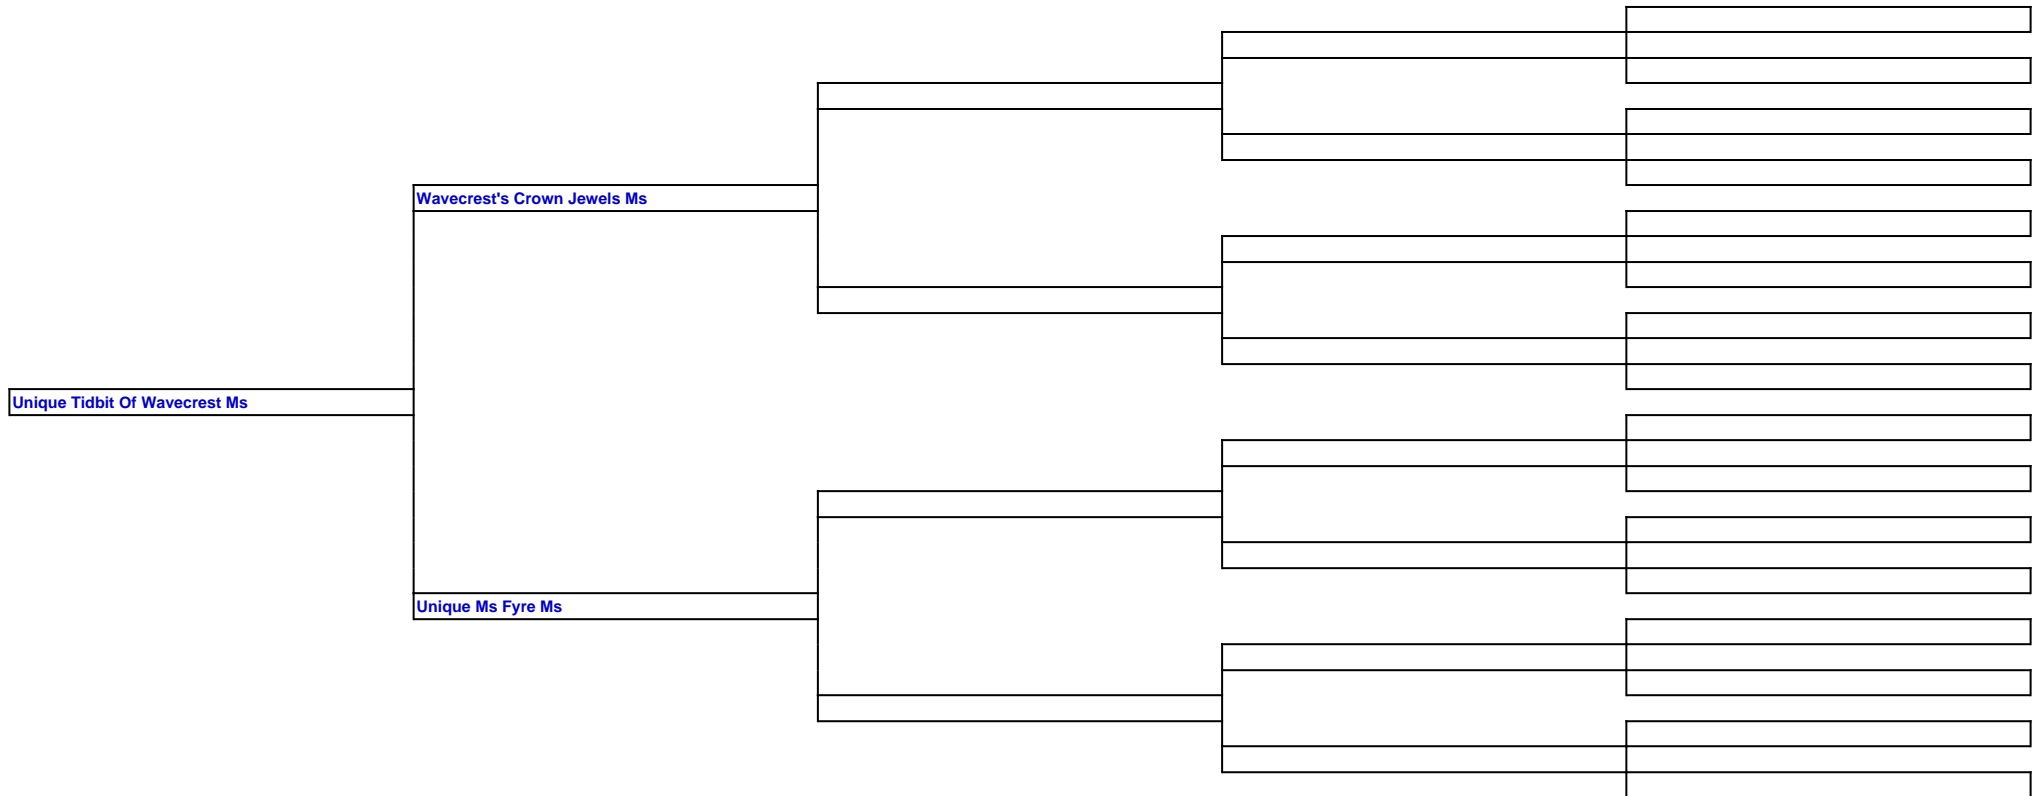 Wavecrest's Crown Jewels Ms
Unique Tidbit Of Wavecrest Ms
Unique Ms Fyre Ms